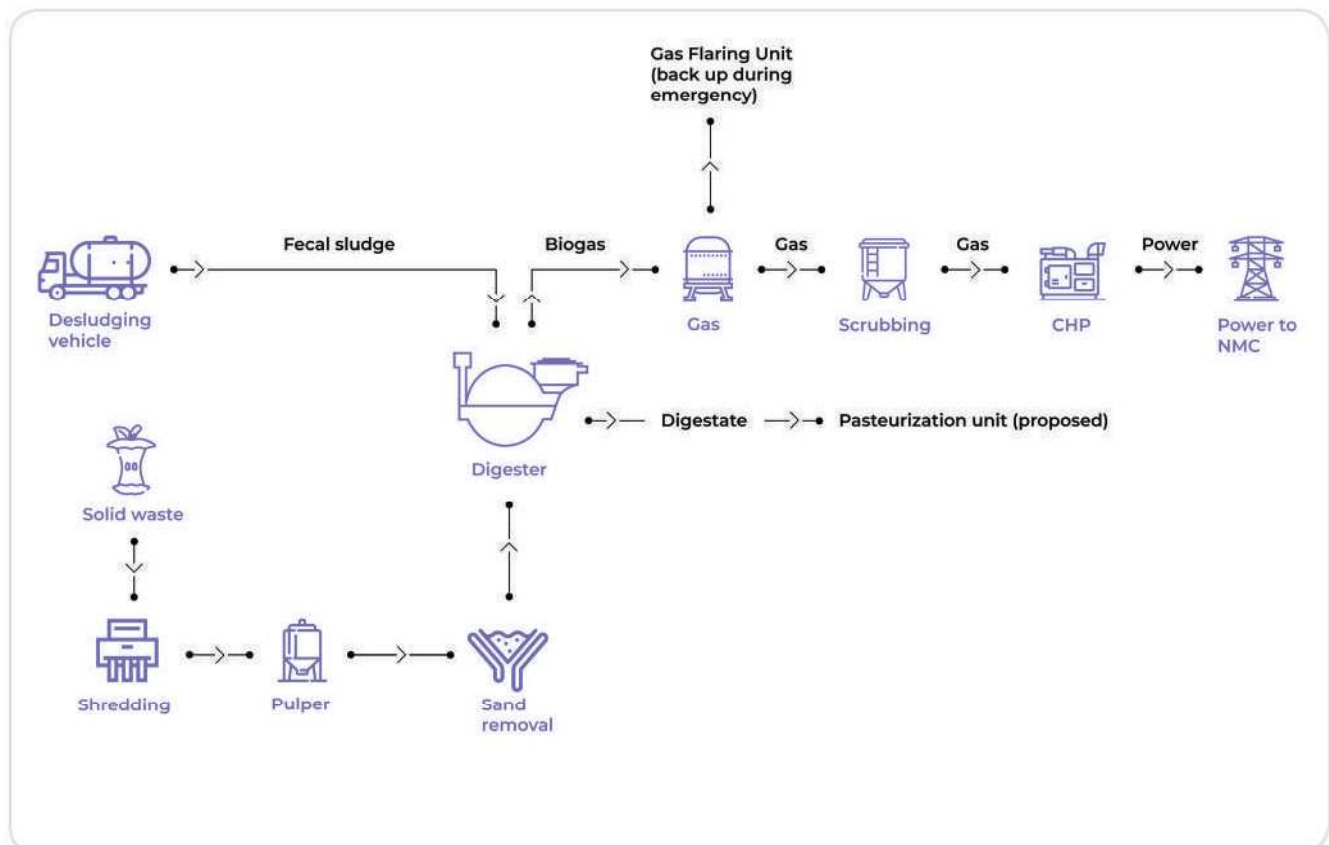 Gas Flaring Unit
(back up during
emergency)
Fecal sludge
Biogas
Gas
Gas
Power
Desludging
vehicle
Gas
Scrubbing
CHP
Power to
NMC
Digestate
Pasteurization unit (proposed)
Digester
Solid waste
Shredding
Pulper
Sand
removal